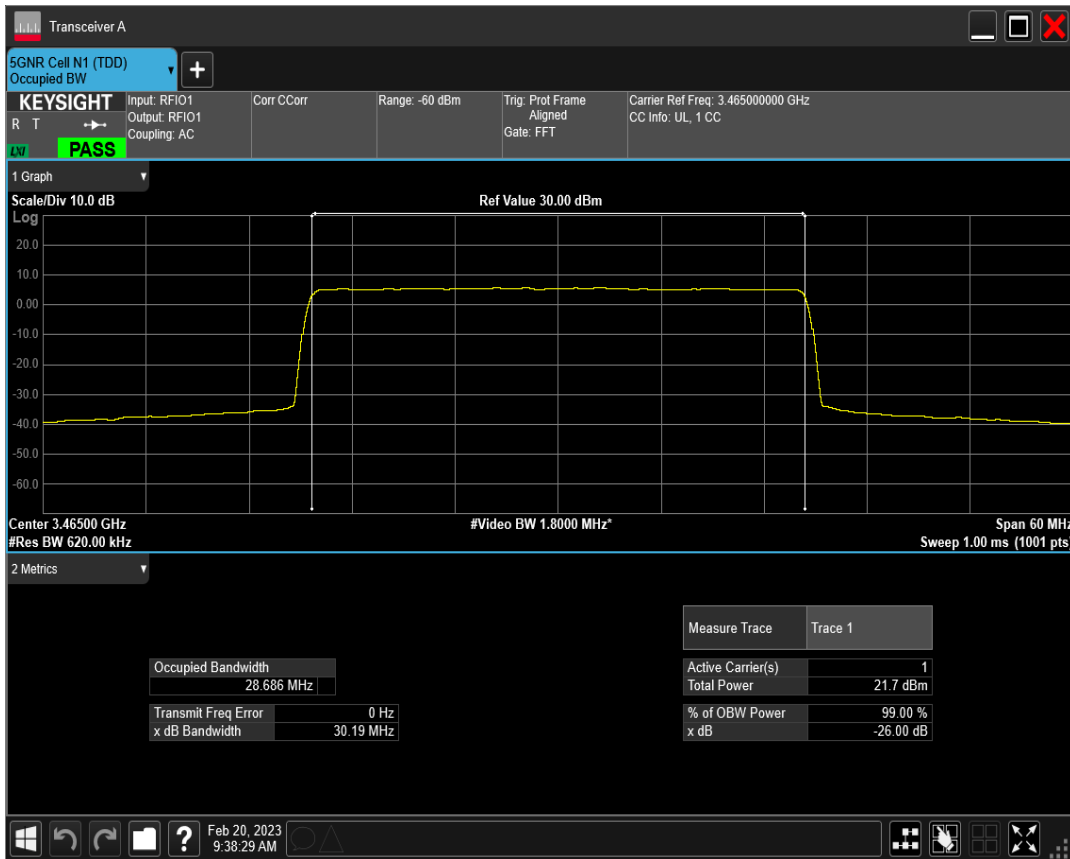 Transceiver A
5GNR Cell N1 (TDD)
Occupied BW
+
KEYSIGHT
R T
LXI
PASS
Input: RFIO1
Output: RFIO1
Coupling: AC
Corr CCorr
Range: -60 dBm
Trig: Prot Frame
Aligned
Gate: FFT
Carrier Ref Freq: 3.465000000 GHz
CC Info: UL, 1 CC
1 Graph
Scale/Div 10.0 dB
Ref Value 30.00 dBm
Log
20.0
10.0
0.00
-10.0
-20.0
-30.0
-40.0
-50.0
-60.0
Center 3.46500 GHz
#Video BW 1.8000 MHz*
Span 60 MHz
#Res BW 620.00 kHz
Sweep 1.00 ms (1001 pts)
2 Metrics
Measure Trace Trace 1
Occupied Bandwidth
28.686 MHz
Transmit Freq Error 0 Hz
x dB Bandwidth 30.19 MHz
Active Carrier(s) 1
Total Power 21.7 dBm
% of OBW Power 99.00 %
x dB -26.00 dB
?
Feb 20, 2023
9:38:29 AM